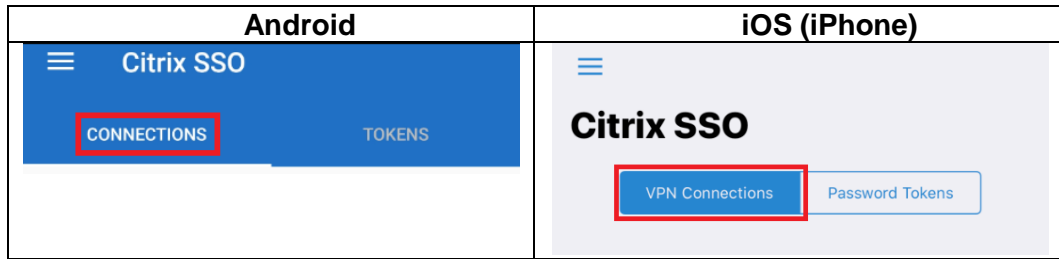 Android
iOS (iPhone)
Citrix SSO
CONNECTIONS
TOKENS
Citrix SSO
VPN Connections
Password Tokens